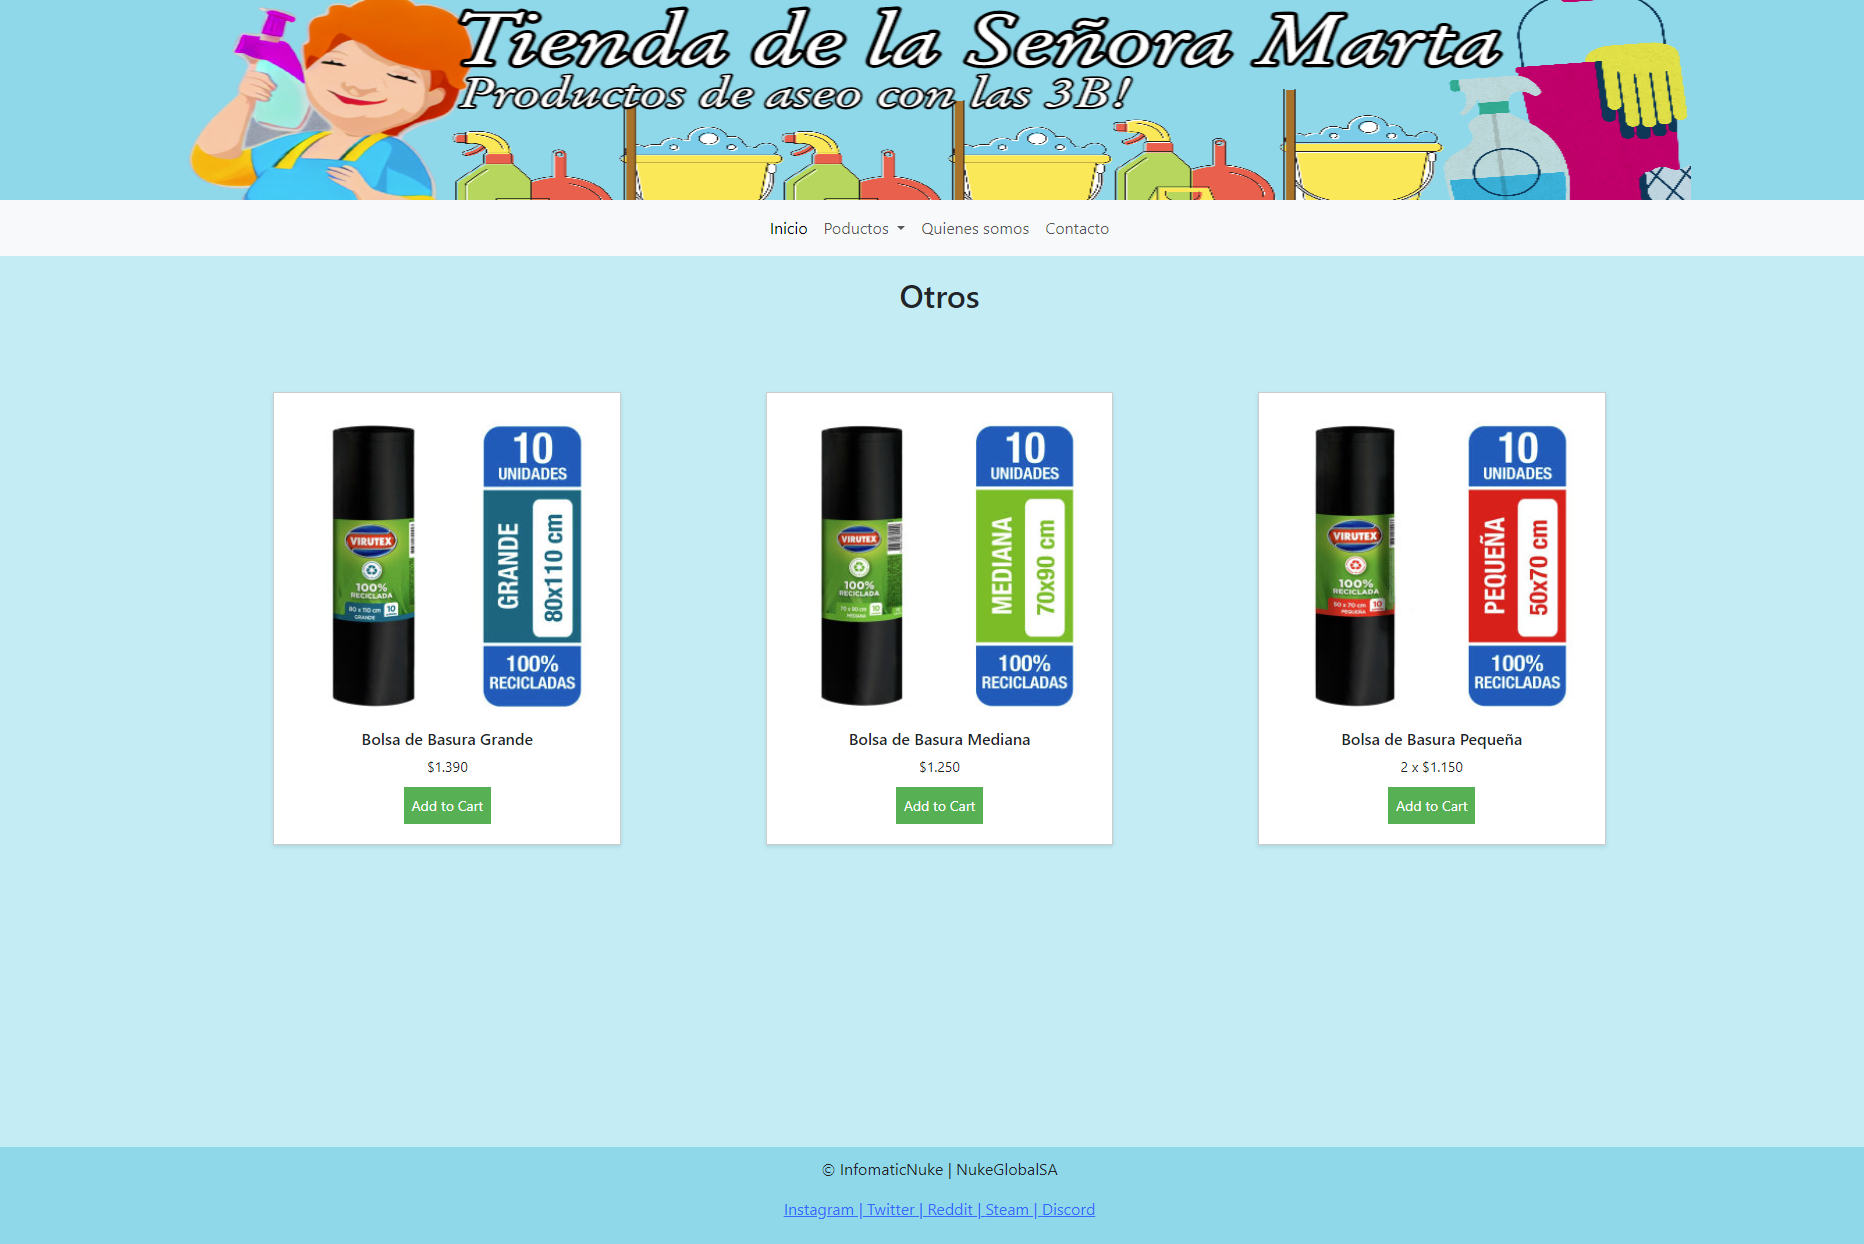 Tienda de la Señora Marta
Productos de aseo con las 3B!
Inicio Poductos Quienes somos Contacto
Otros
10
UNIDADES
GRANDE
80x110 cm
100%
RECICLADAS
VIRUTEX
100%
RECICLADA
80 x 110 cm 10
GRANDE
Bolsa de Basura Grande
$1.390
Add to Cart
10
UNIDADES
MEDIANA
70x90 cm
100%
RECICLADAS
VIRUTEX
100%
RECICLADA
70 x 90 cm 10
MEDIANA
Bolsa de Basura Mediana
$1.250
Add to Cart
10
UNIDADES
PEQUEÑA
50x70 cm
100%
RECICLADAS
VIRUTEX
100%
RECICLADA
50 x 70 cm 10
PEQUEÑA
Bolsa de Basura Pequeña
2 x $1.150
Add to Cart
© InfomaticNuke | NukeGlobalSA
Instagram | Twitter | Reddit | Steam | Discord